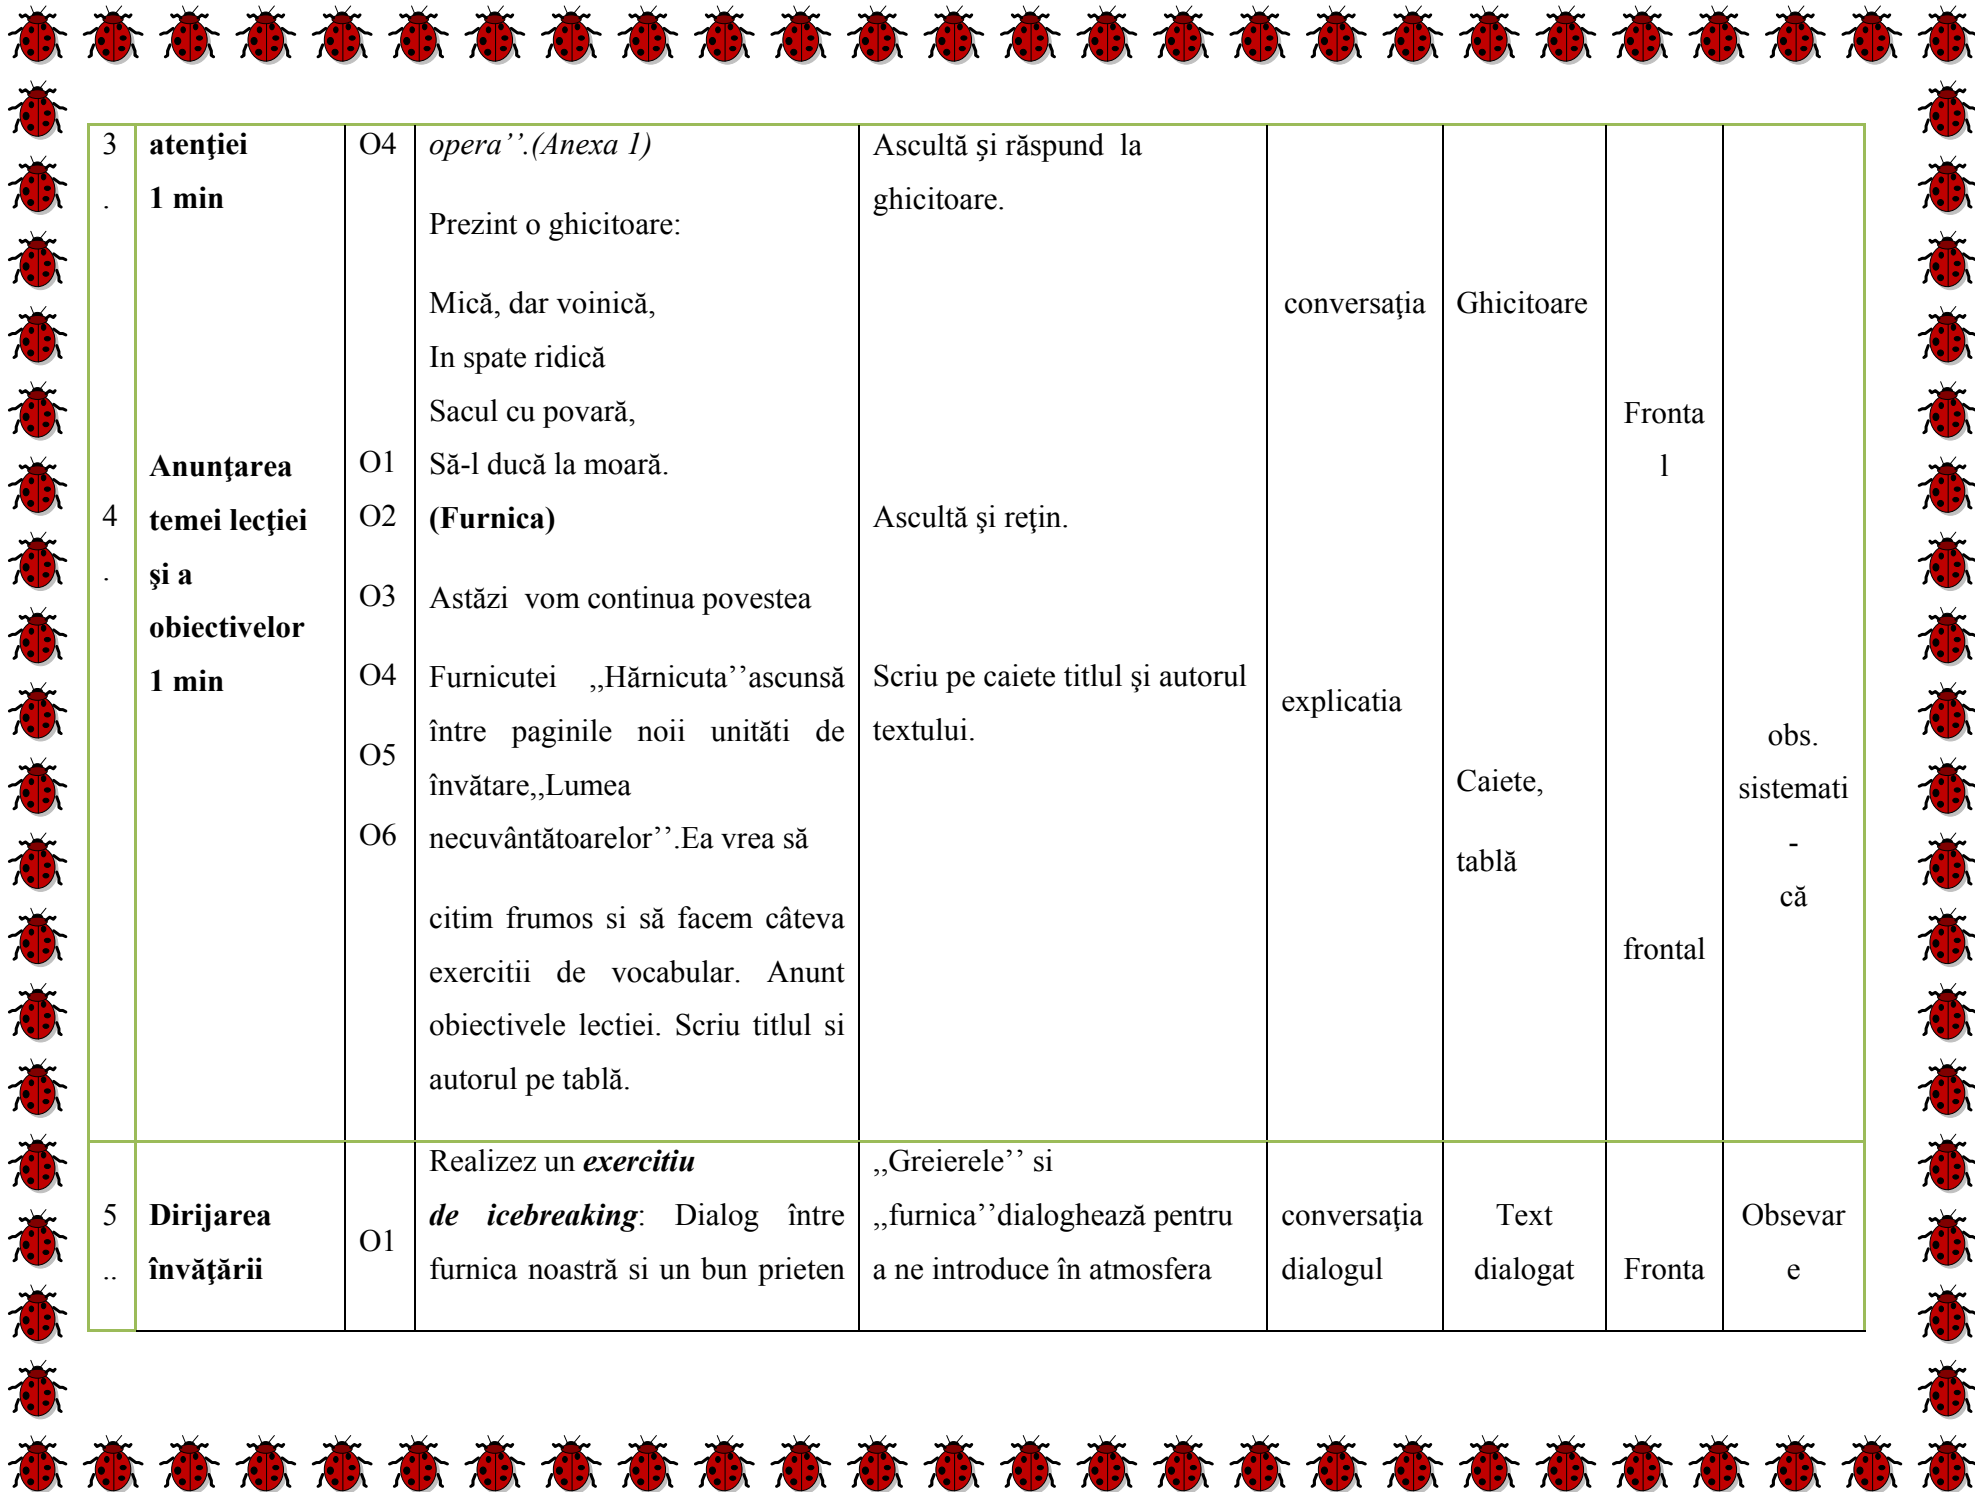 3
.
atenţiei
1 min
O4
opera’’.(Anexa 1)
Prezint o ghicitoare:
Mică, dar voinică,
In spate ridică
Sacul cu povară,
Să-l ducă la moară.
(Furnica)
Ascultă și răspund la
ghicitoare.
conversaţia
Ghicitoare
Fronta
l
4
.
Anunţarea
temei lecţiei
şi a
obiectivelor
1 min
O1
O2
O3
O4
O5
O6
Astăzi vom continua povestea
Furnicutei ,,Hărnicuta’’ascunsă
între paginile noii unităti de
învătare,,Lumea
necuvântătoarelor’’.Ea vrea să
citim frumos si să facem câteva
exercitii de vocabular. Anunt
obiectivele lectiei. Scriu titlul si
autorul pe tablă.
Ascultă şi reţin.
Scriu pe caiete titlul şi autorul
textului.
explicatia
Caiete,
tablă
frontal
obs.
sistemati
-
că
5
..
Dirijarea
învăţării
O1
Realizez un exercitiu
de icebreaking: Dialog între
furnica noastră si un bun prieten
,,Greierele’’ si
,,furnica’’dialoghează pentru
a ne introduce în atmosfera
conversaţia
dialogul
Text
dialogat
Fronta
Obsevar
e